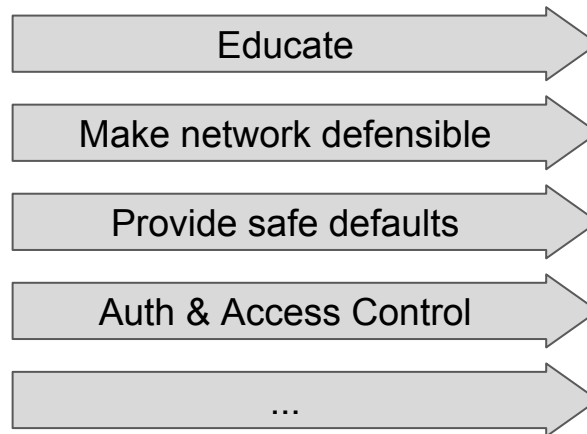 Educate
Make network defensible
Provide safe defaults
Auth & Access Control
...